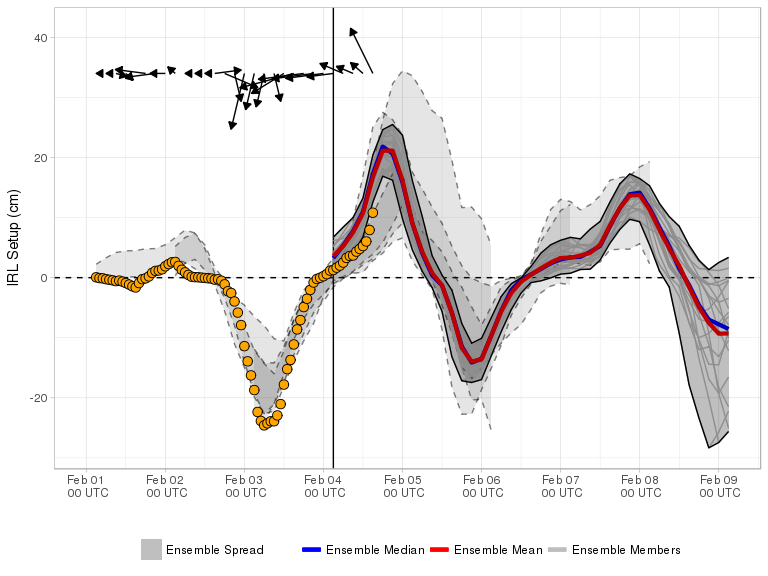 IRL Setup (cm)
40
20
0
-20
Feb 01 Feb 02 Feb 03 Feb 04 Feb 05 Feb 06 Feb 07 Feb 08 Feb 09
00 UTC 00 UTC 00 UTC 00 UTC 00 UTC 00 UTC 00 UTC 00 UTC 00 UTC
Ensemble Spread Ensemble Median Ensemble Mean Ensemble Members